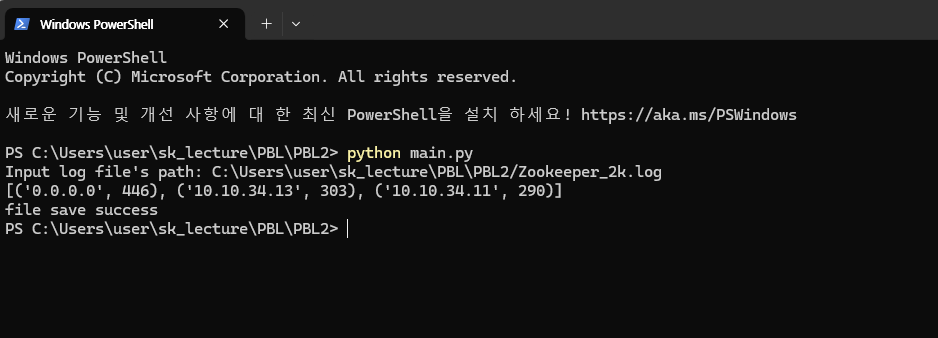 Windows PowerShell
Windows PowerShell
Copyright (C) Microsoft Corporation. All rights reserved.
새로운 기능 및 개선 사항에 대 한 최신 PowerShell을 설치 하세요! https://aka.ms/PSWindows
PS C:\Users\user\sk_lecture\PBL\PBL2> python main.py
Input log file's path: C:\Users\user\sk_lecture\PBL\PBL2/Zookeeper_2k.log
[('0.0.0.0', 446), ('10.10.34.13', 303), ('10.10.34.11', 290)]
file save success
PS C:\Users\user\sk_lecture\PBL\PBL2>